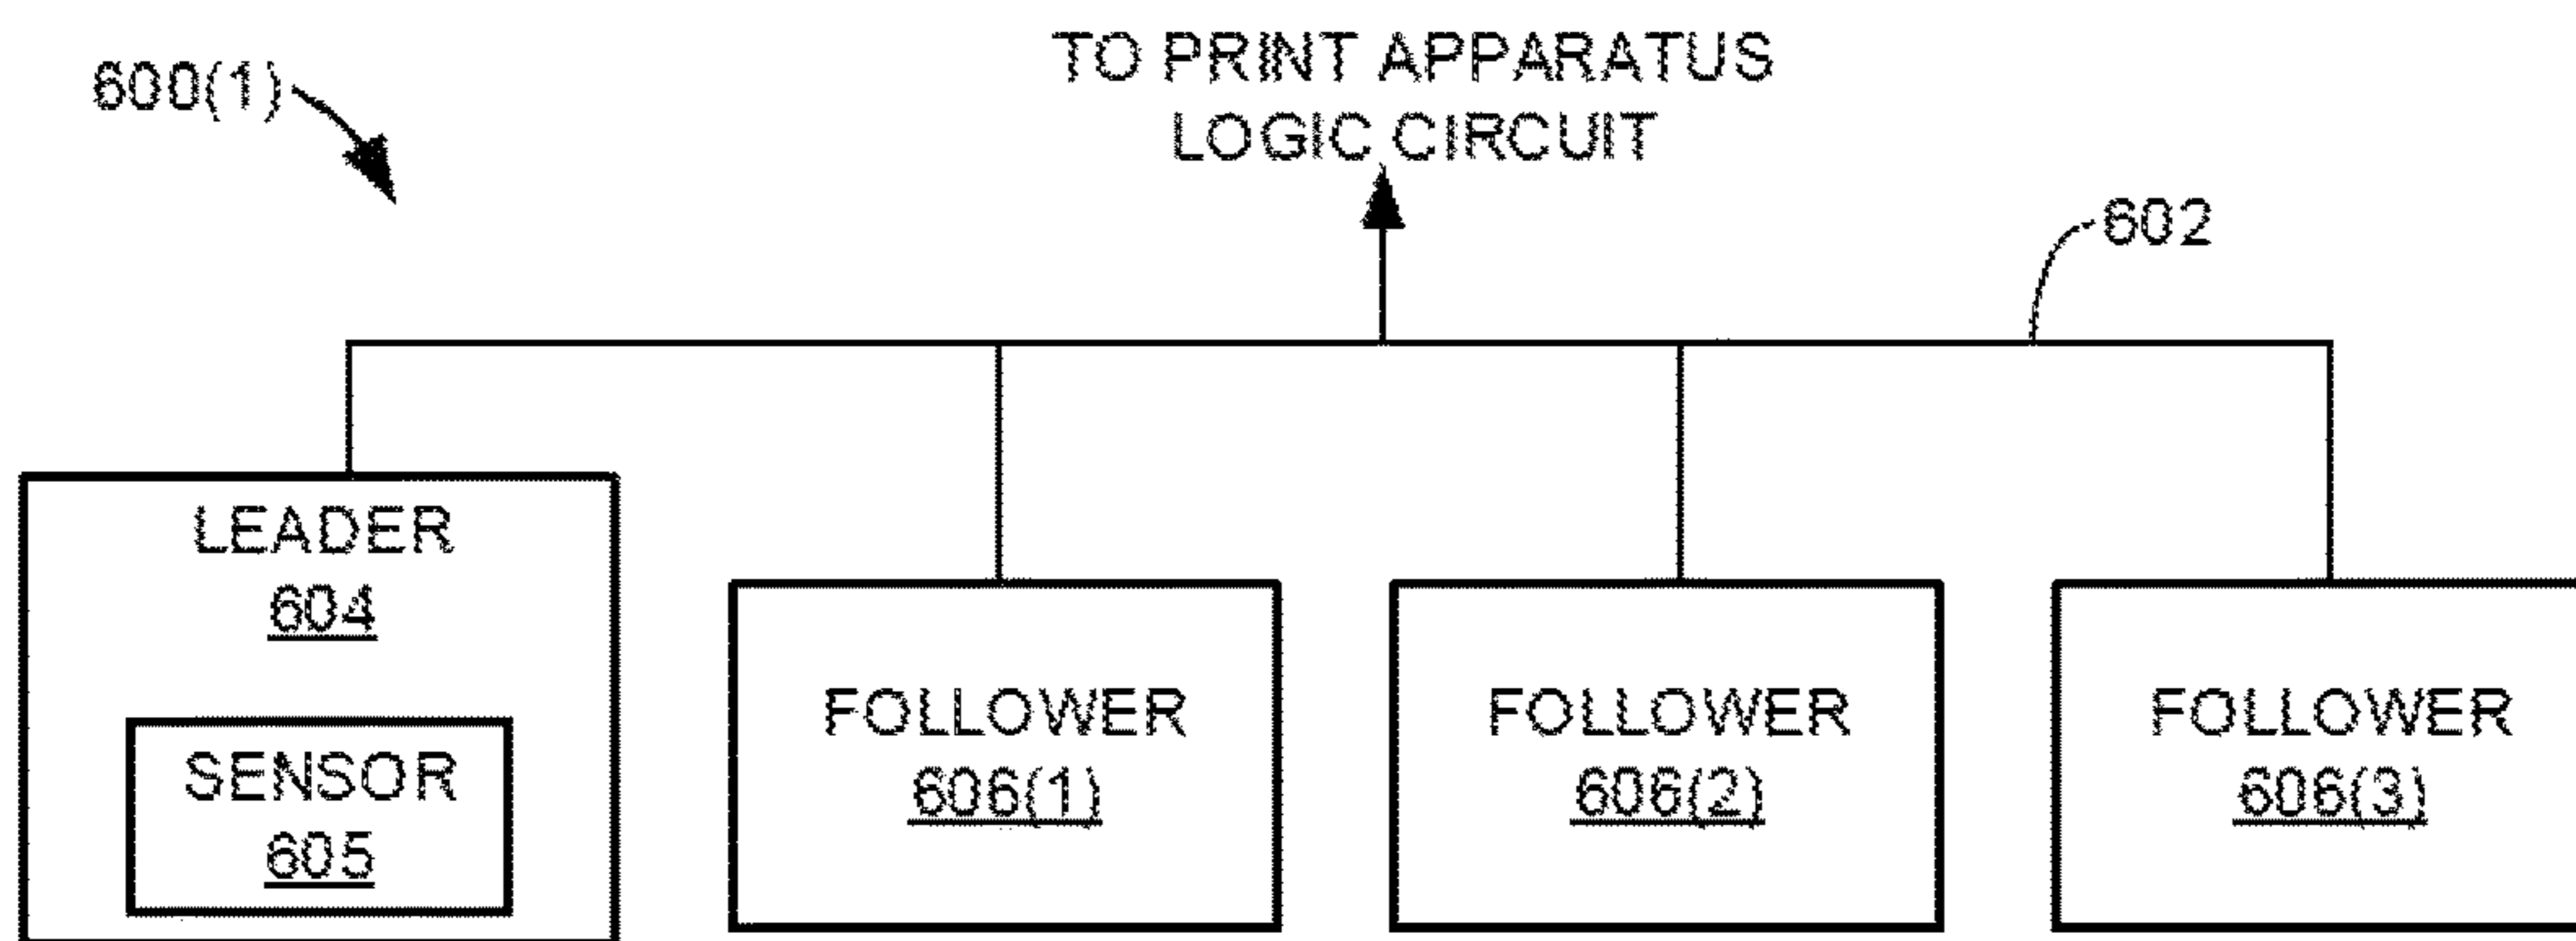 600(1)
TO PRINT APPARATUS
LOGIC CIRCUIT
602
LEADER
604
SENSOR
605
FOLLOWER
606(1)
FOLLOWER
606(2)
FOLLOWER
606(3)